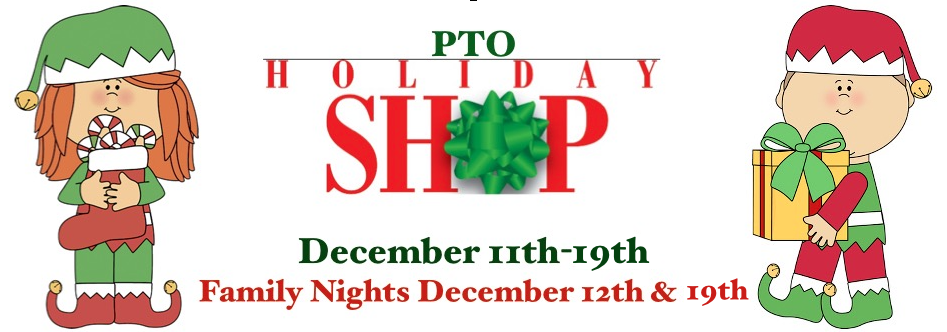 PTO
HOLIDAY
SHOP
December 11th-19th
Family Nights December 12th & 19th